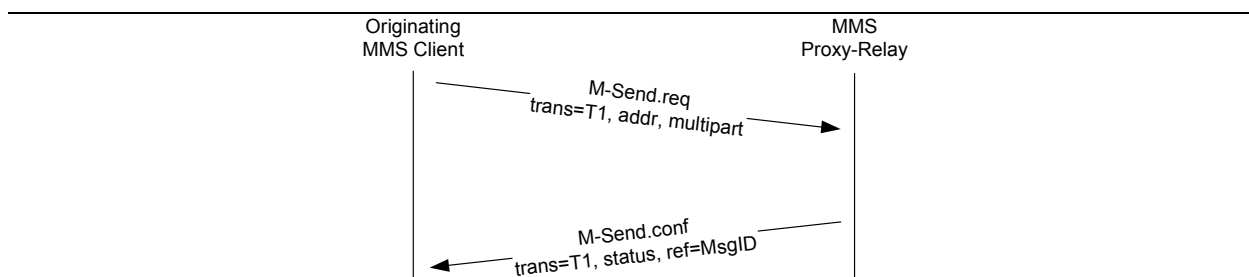 Originating
MMS Client
MMS
Proxy-Relay
M-Send.req
trans=T1, addr, multipart
M-Send.conf
trans=T1, status, ref=MsgID